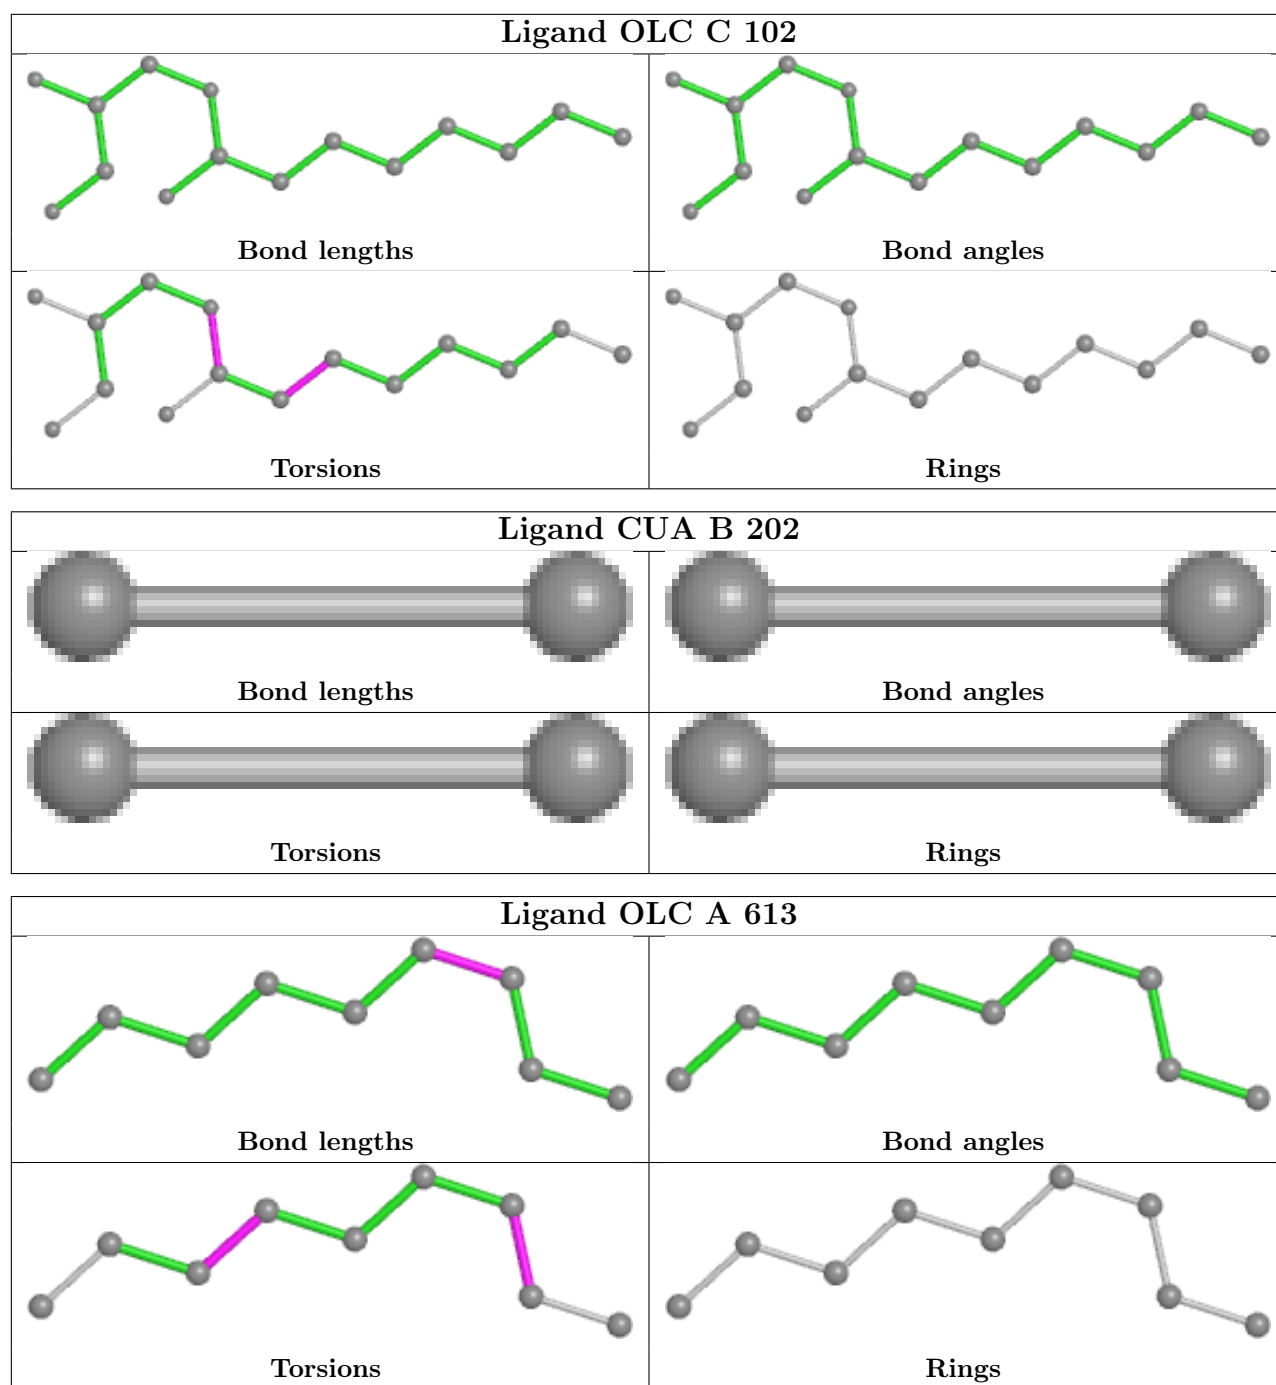 Ligand OLC C 102
Bond lengths Bond angles
Torsions Rings
Ligand CUA B 202
Bond lengths Bond angles
Torsions Rings
Ligand OLC A 613
Bond lengths Bond angles
Torsions Rings